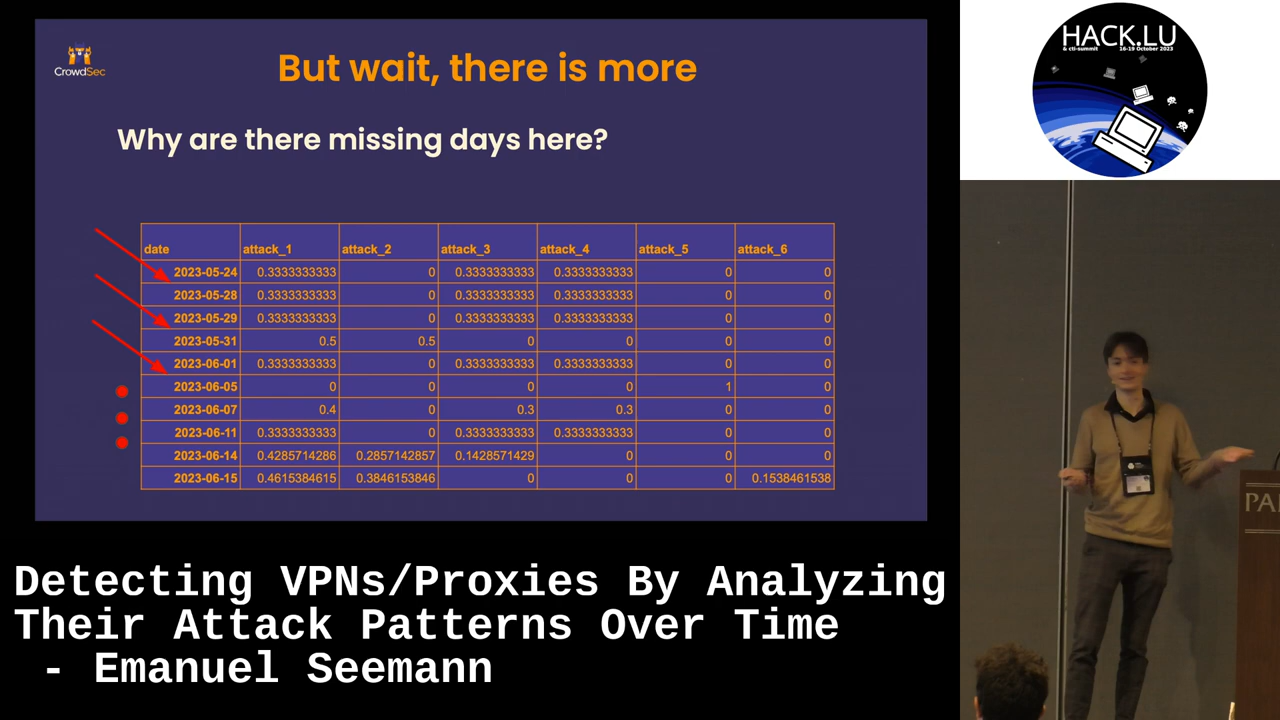 CrowdSec
But wait, there is more
Why are there missing days here?
date attack_1 attack_2 attack_3 attack_4 attack_5 attack_6
2023-05-24 0.3333333333 0 0.3333333333 0.3333333333 0 0
2023-05-28 0.3333333333 0 0.3333333333 0.3333333333 0 0
2023-05-29 0.3333333333 0 0.3333333333 0.3333333333 0 0
2023-05-31 0.5 0.5 0 0 0 0
2023-06-01 0.3333333333 0 0.3333333333 0.3333333333 0 0
2023-06-05 0 0 0 0 1 0
2023-06-07 0.4 0 0.3 0.3 0 0
2023-06-11 0.3333333333 0 0.3333333333 0.3333333333 0 0
2023-06-14 0.4285714286 0.2857142857 0.1428571429 0 0 0
2023-06-15 0.4615384615 0.3846153846 0 0 0 0.1538461538
HACK.LU
& cti-summit 16-19 October 2023
PA
Detecting VPNs/Proxies By Analyzing
Their Attack Patterns Over Time
- Emanuel Seemann